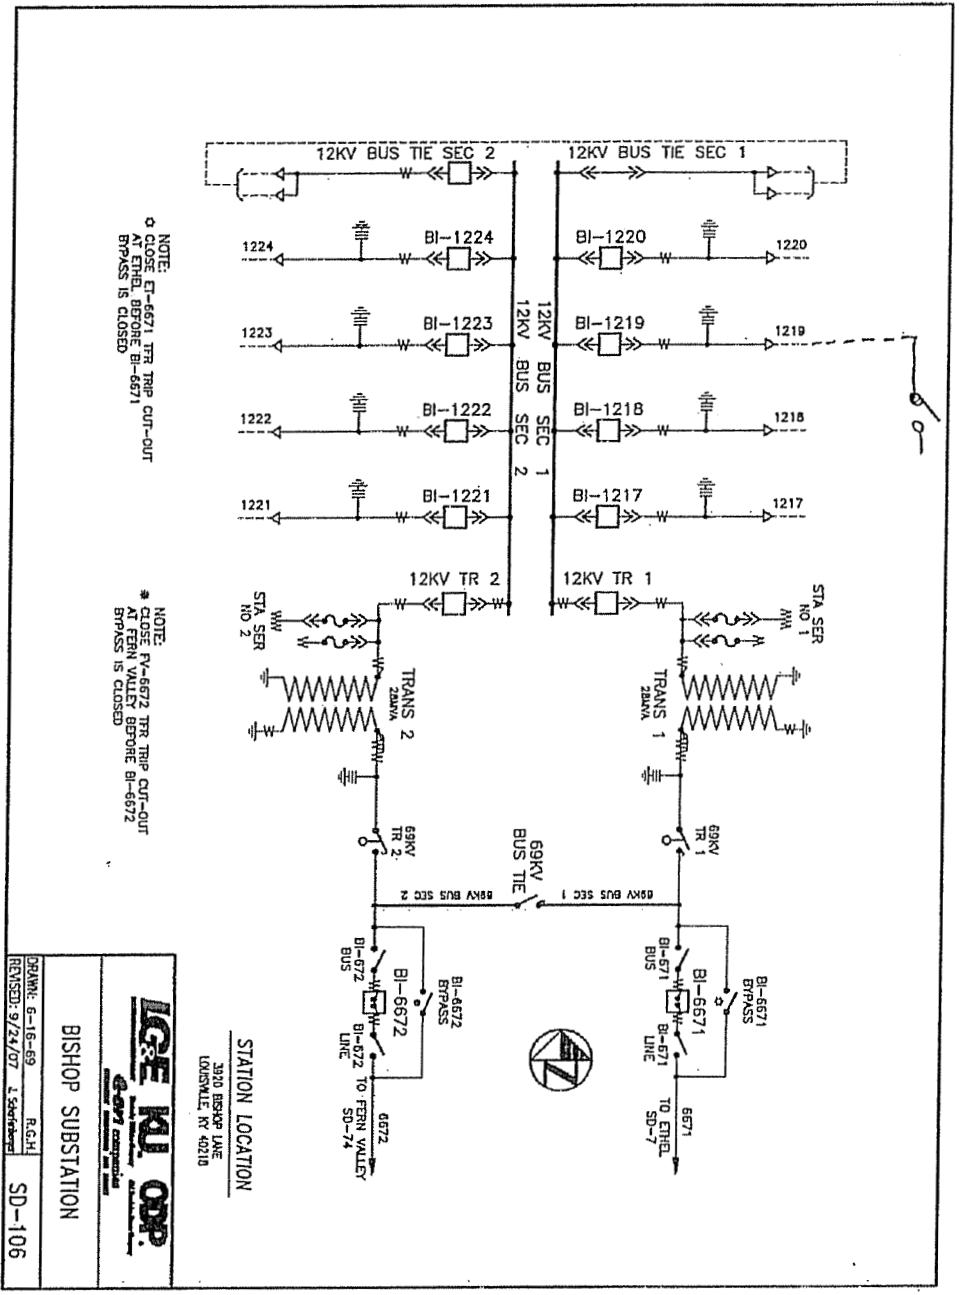 12KV BUS TIE SEC 2
12KV BUS TIE SEC 1
1224
BI-1224
BI-1220
1220
1223
BI-1223
BI-1219
1219
1222
BI-1222
BI-1218
1218
1221
BI-1221
BI-1217
1217
12KV BUS SEC 1
12KV BUS SEC 2
12KV TR 2
12KV TR 1
STA SER
NO 2
STA SER
NO 1
TRANS 2
28MVA
TRANS 1
28MVA
69KV
TR 2
69KV
TR 1
69KV
BUS TIE
69KV BUS SEC 2
69KV BUS SEC 1
BI-672
BUS
BI-6672
BI-672
LINE
BI-6672
BYPASS
BI-671
BUS
BI-6671
BI-671
LINE
BI-6671
BYPASS
6672
TO FERN VALLEY
SD-74
6671
TO ETHEL
SD-7
NOTE:
CLOSE ET-6671 TFR TRIP CUT-OUT
AT ETHEL BEFORE BI-6671
BYPASS IS CLOSED
NOTE:
CLOSE FV-6672 TFR TRIP CUT-OUT
AT FERN VALLEY BEFORE BI-6672
BYPASS IS CLOSED
STATION LOCATION
3920 BISHOP LANE
LOUISVILLE, KY 40218
LG&E KU ODP
e·on companies
BISHOP SUBSTATION
DRAWN: 6-16-69 R.G.H.
REVISED: 9/24/07
SD-106